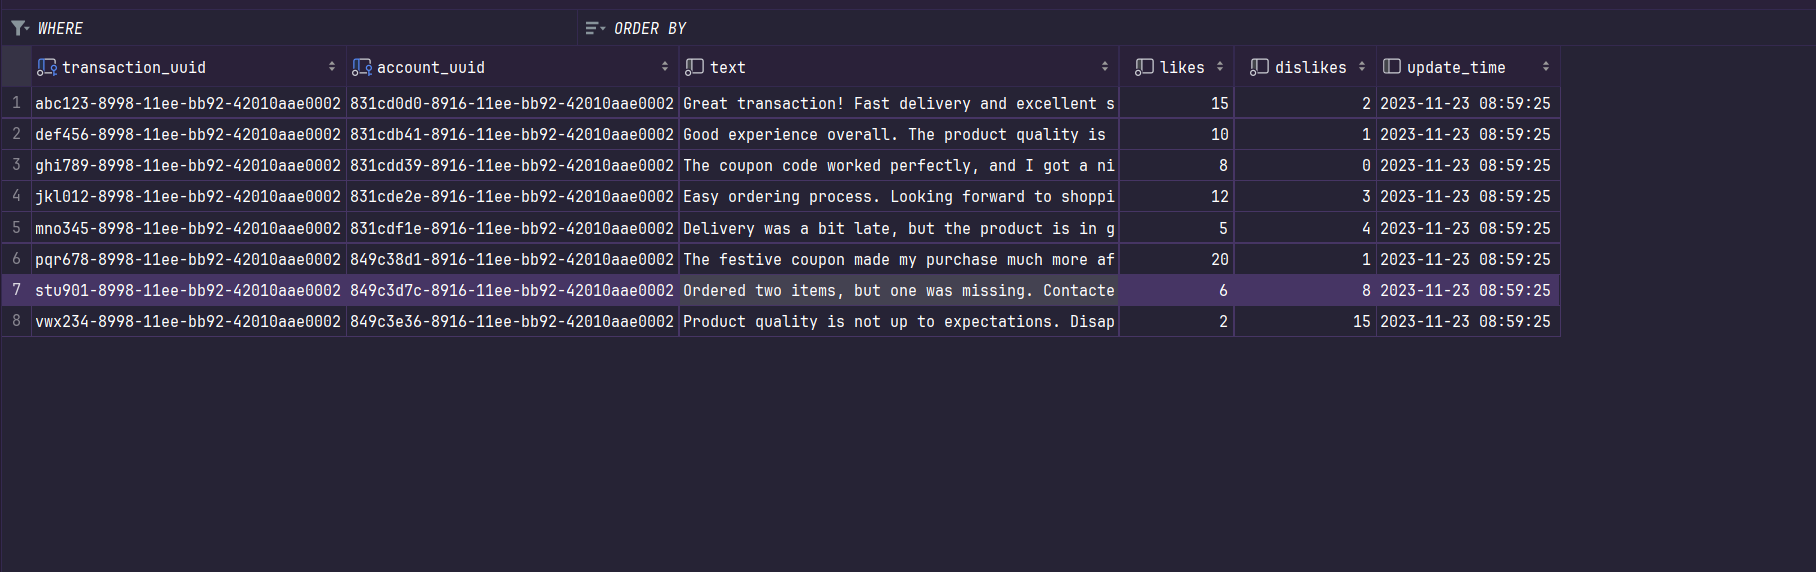 WHERE ORDER BY
transaction_uuid account_uuid text likes dislikes update_time
1 abc123-8998-11ee-bb92-42010aae0002 831cd0d0-8916-11ee-bb92-42010aae0002 Great transaction! Fast delivery and excellent s 15 2 2023-11-23 08:59:25
2 def456-8998-11ee-bb92-42010aae0002 831cdb41-8916-11ee-bb92-42010aae0002 Good experience overall. The product quality is 10 1 2023-11-23 08:59:25
3 ghi789-8998-11ee-bb92-42010aae0002 831cdd39-8916-11ee-bb92-42010aae0002 The coupon code worked perfectly, and I got a ni 8 0 2023-11-23 08:59:25
4 jkl012-8998-11ee-bb92-42010aae0002 831cde2e-8916-11ee-bb92-42010aae0002 Easy ordering process. Looking forward to shoppi 12 3 2023-11-23 08:59:25
5 mno345-8998-11ee-bb92-42010aae0002 831cdf1e-8916-11ee-bb92-42010aae0002 Delivery was a bit late, but the product is in g 5 4 2023-11-23 08:59:25
6 pqr678-8998-11ee-bb92-42010aae0002 849c38d1-8916-11ee-bb92-42010aae0002 The festive coupon made my purchase much more af 20 1 2023-11-23 08:59:25
7 stu901-8998-11ee-bb92-42010aae0002 849c3d7c-8916-11ee-bb92-42010aae0002 Ordered two items, but one was missing. Contacte 6 8 2023-11-23 08:59:25
8 vwx234-8998-11ee-bb92-42010aae0002 849c3e36-8916-11ee-bb92-42010aae0002 Product quality is not up to expectations. Disap 2 15 2023-11-23 08:59:25